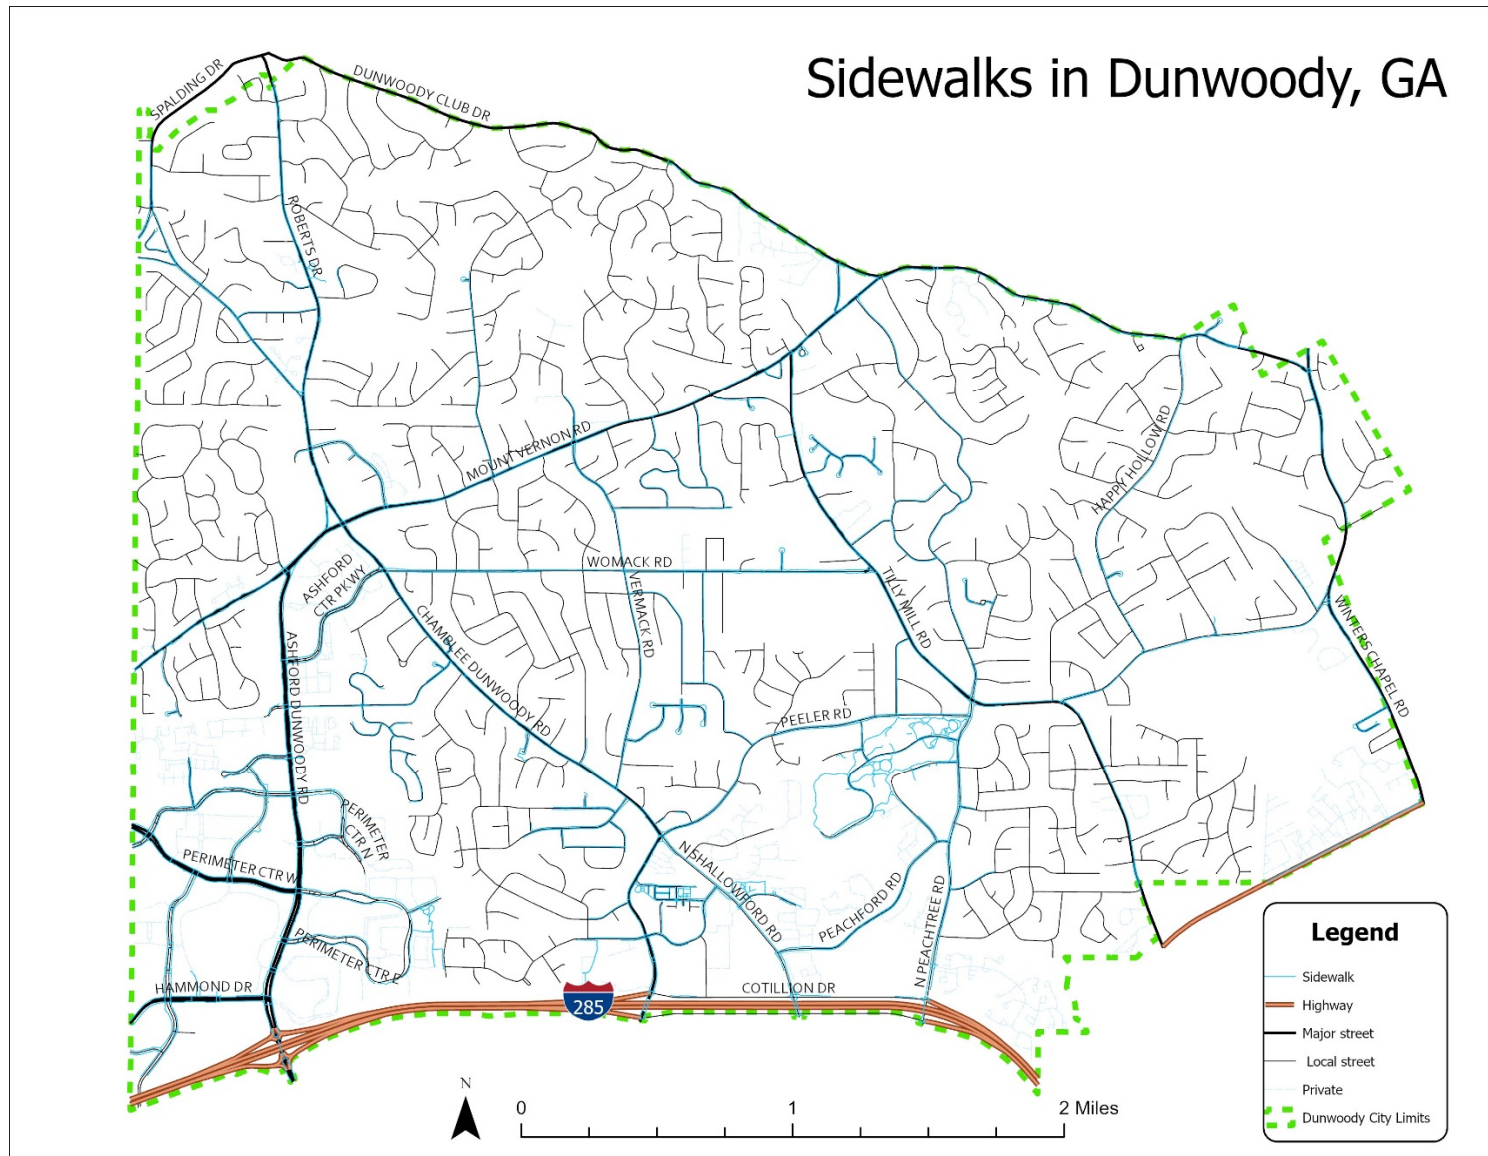 Sidewalks in Dunwoody, GA
SPALDING DR
DUNWOODY CLUB DR
ROBERTS DR
MOUNT VERNON RD
HAPPY HOLLOW RD
ASHFORD
CTR PKWY
WOMACK RD
VERMACK RD
TILLY MILL RD
WINTERS CHAPEL RD
CHAMBLEE DUNWOODY RD
ASHFORD DUNWOODY RD
PEELER RD
PERIMETER
CTR N
PERIMETER CTR W
N SHALLOWFORD RD
PEACHFORD RD
N PEACHTREE RD
PERIMETER CTR E
HAMMOND DR
COTILLION DR
285
Legend
Sidewalk
Highway
Major street
Local street
Private
Dunwoody City Limits
N
0 1 2 Miles